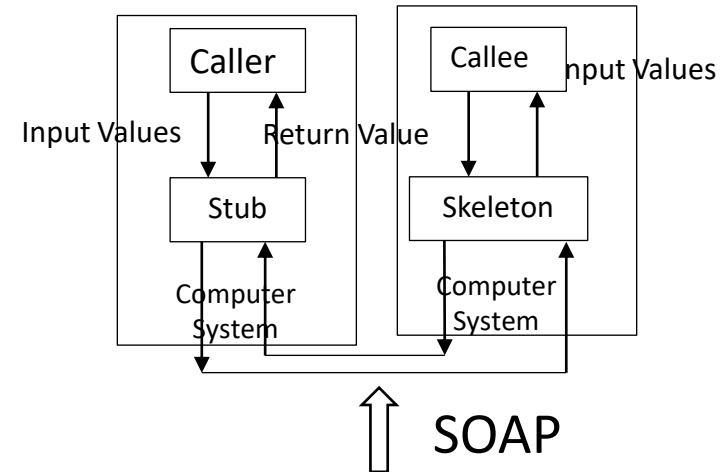 Caller
Callee
nput Values
Input Values
Return Value
Stub
Skeleton
Computer
System
Computer
System
SOAP